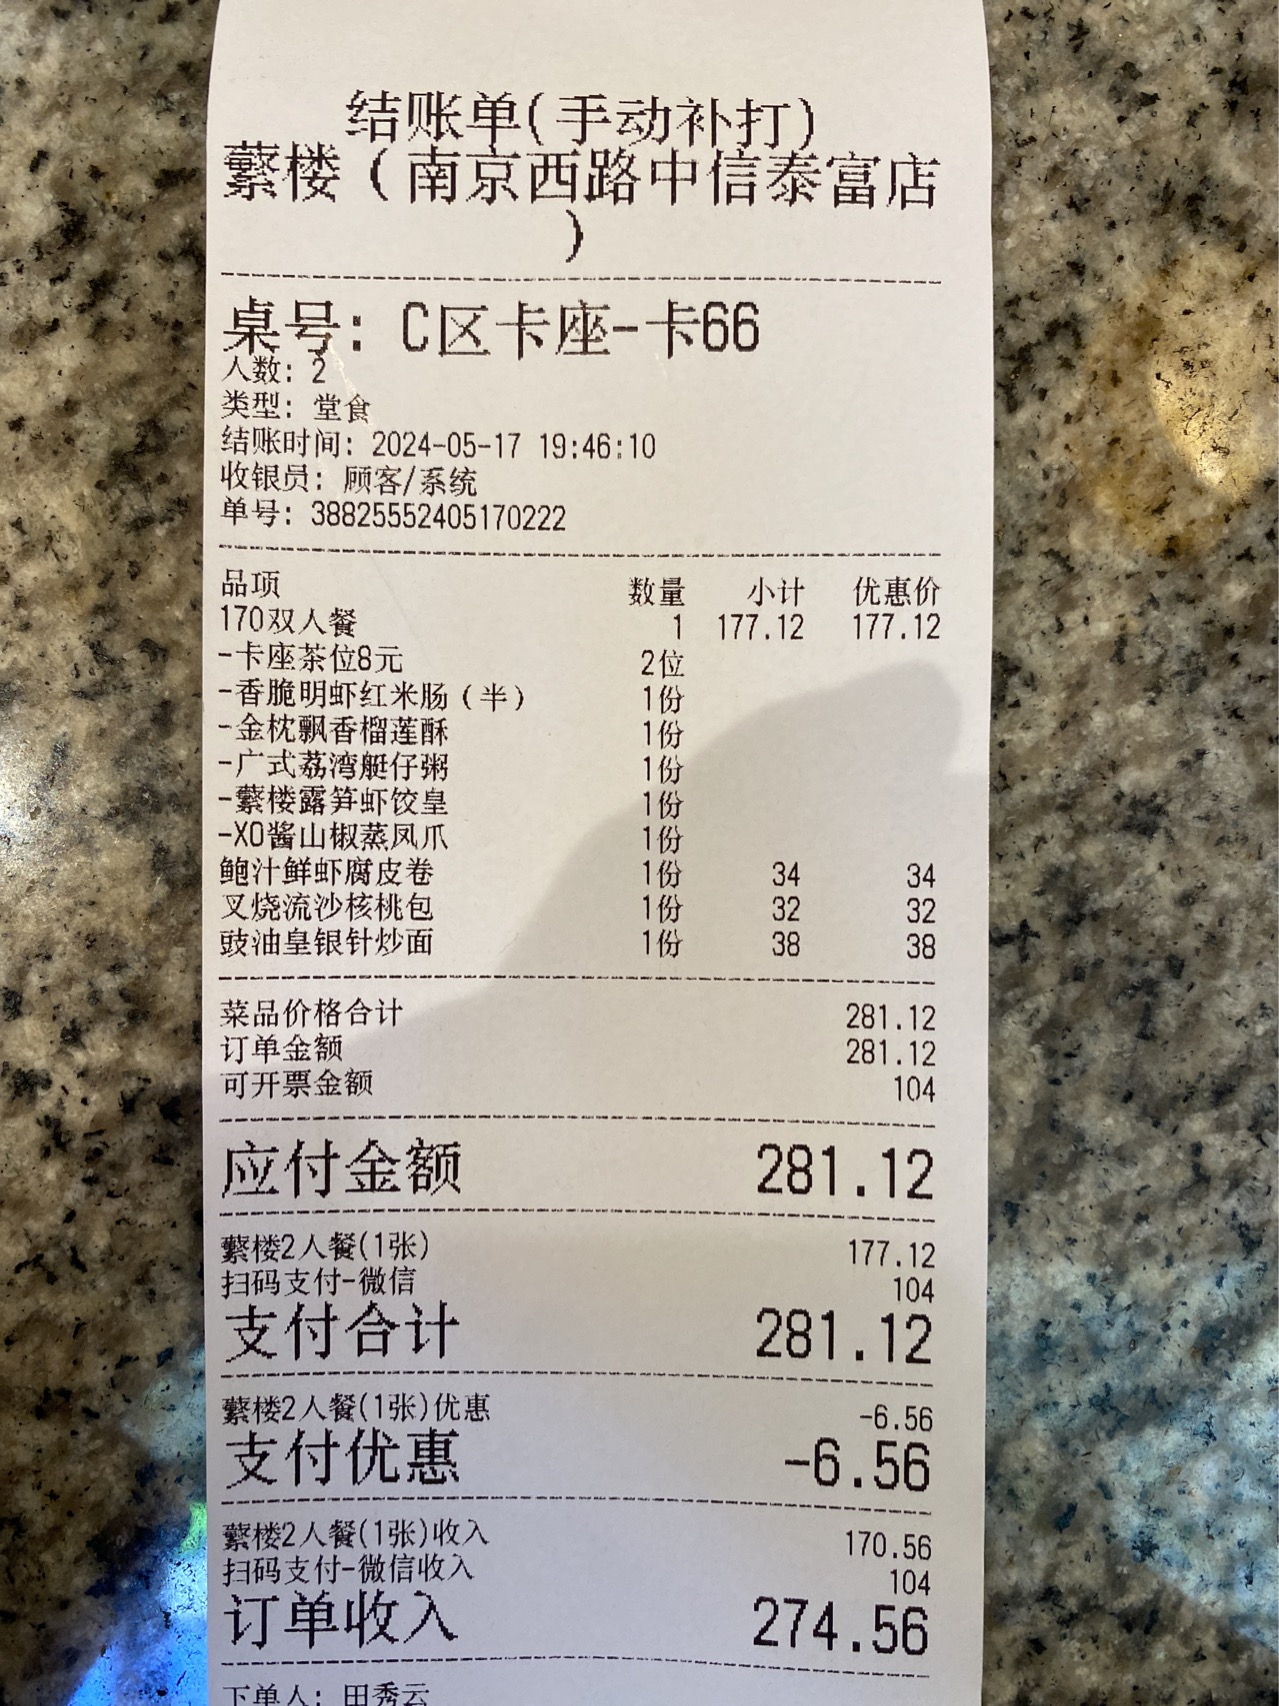 结账单(手动补打)
蘩楼（南京西路中信泰富店
）
桌号: C区卡座-卡66
人数: 2
类型: 堂食
结账时间: 2024-05-17 19:46:10
收银员: 顾客/系统
单号: 38825552405170222
品项 数量 小计 优惠价
170双人餐 1 177.12 177.12
-卡座茶位8元 2位
-香脆明虾红米肠（半） 1份
-金枕飘香榴莲酥 1份
-广式荔湾艇仔粥 1份
-蘩楼露笋虾饺皇 1份
-XO酱山椒蒸凤爪 1份
鲍汁鲜虾腐皮卷 1份 34 34
叉烧流沙核桃包 1份 32 32
豉油皇银针炒面 1份 38 38
菜品价格合计 281.12
订单金额 281.12
可开票金额 104
应付金额 281.12
蘩楼2人餐(1张) 177.12
扫码支付-微信 104
支付合计 281.12
蘩楼2人餐(1张)优惠 -6.56
支付优惠 -6.56
蘩楼2人餐(1张)收入 170.56
扫码支付-微信收入 104
订单收入 274.56
下单人: 田秀云